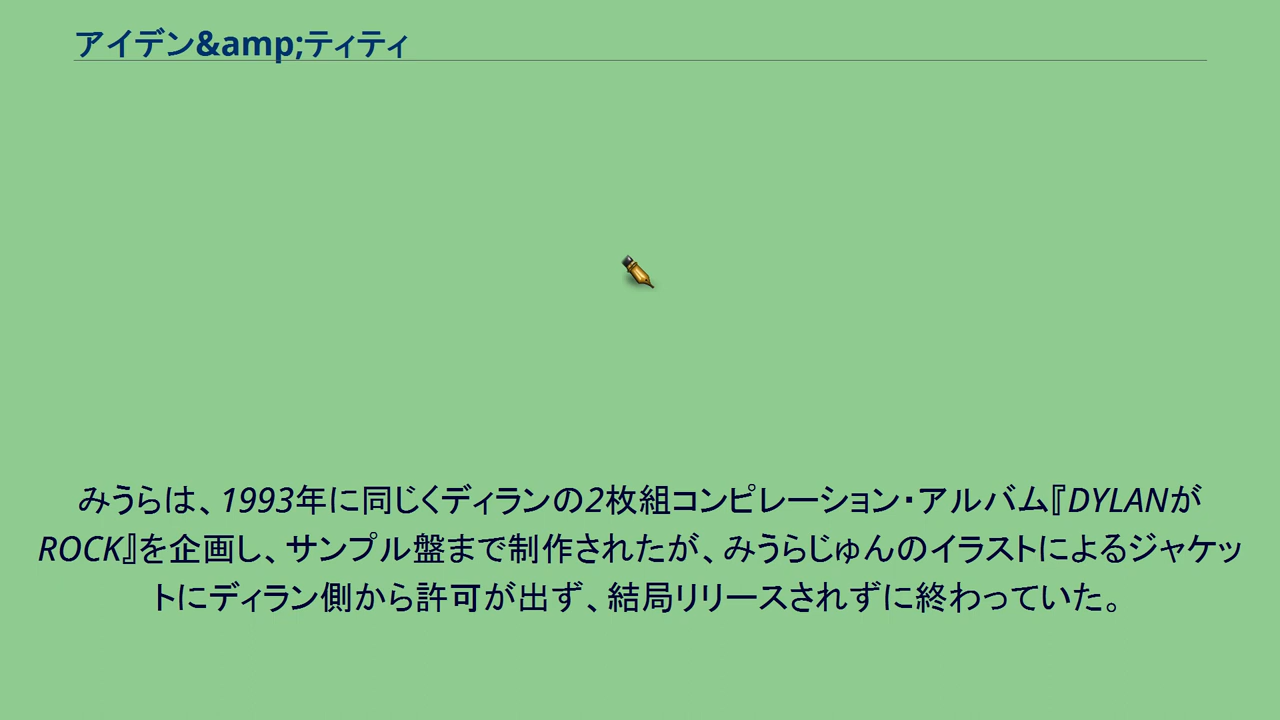 アイデン&amp;ティティ
みうらは、1993年に同じくディランの2枚組コンピレーション・アルバム『DYLANが
ROCK』を企画し、サンプル盤まで制作されたが、みうらじゅんのイラストによるジャケッ
トにディラン側から許可が出ず、結局リリースされずに終わっていた。